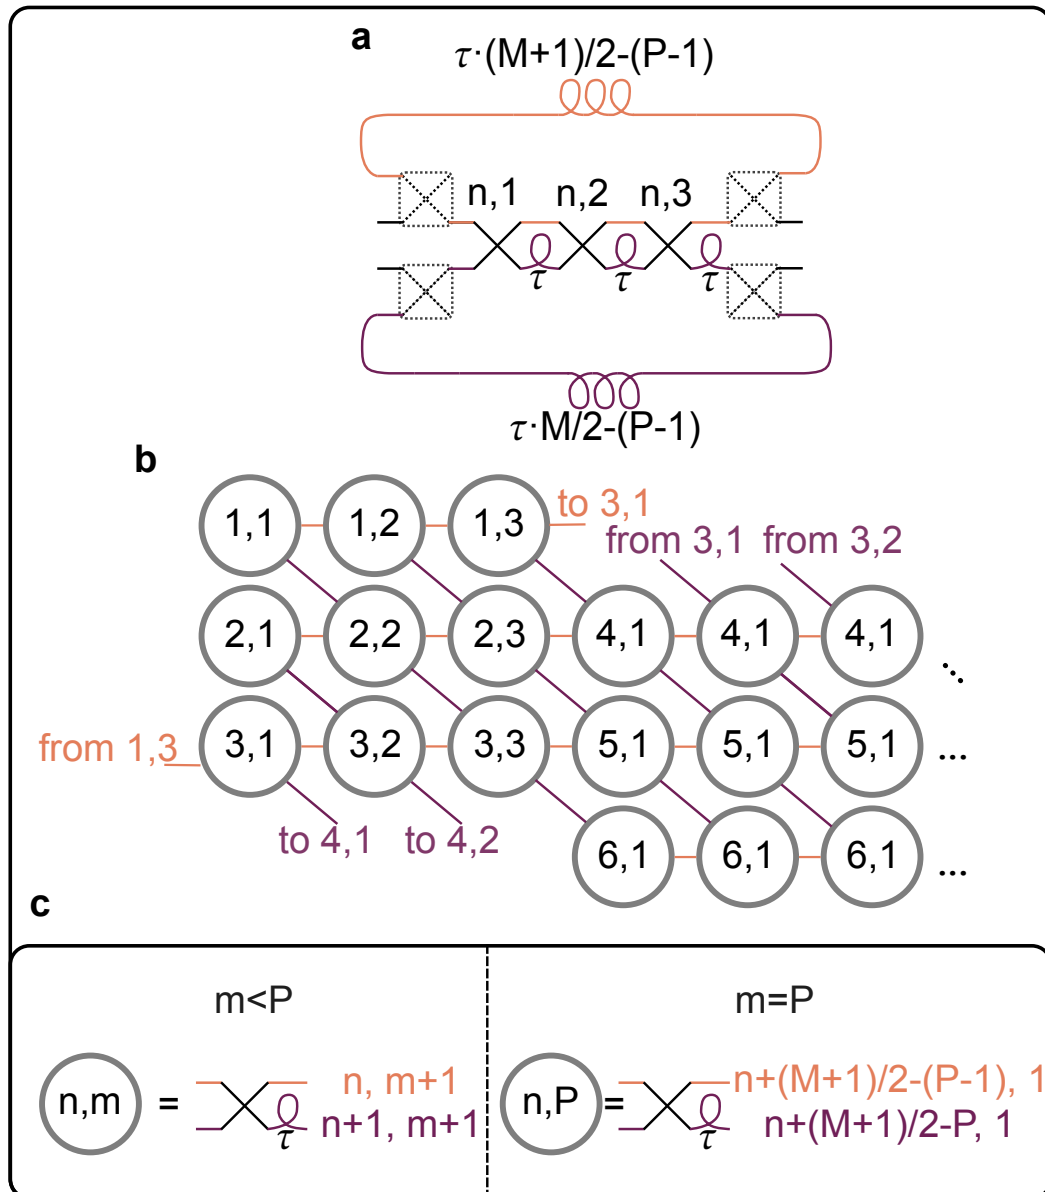 a
τ·(M+1)/2-(P-1)
n,1 n,2 n,3
τ τ τ
τ·M/2-(P-1)
b
1,1 1,2 1,3 to 3,1
from 3,1 from 3,2
2,1 2,2 2,3 4,1 4,1 4,1
from 1,3 3,1 3,2 3,3 5,1 5,1 5,1 ...
to 4,1 to 4,2
6,1 6,1 6,1 ...
c
m<P
m=P
n,m = τ n, m+1
n+1, m+1
n,P = τ n+(M+1)/2-(P-1), 1
n+(M+1)/2-P, 1